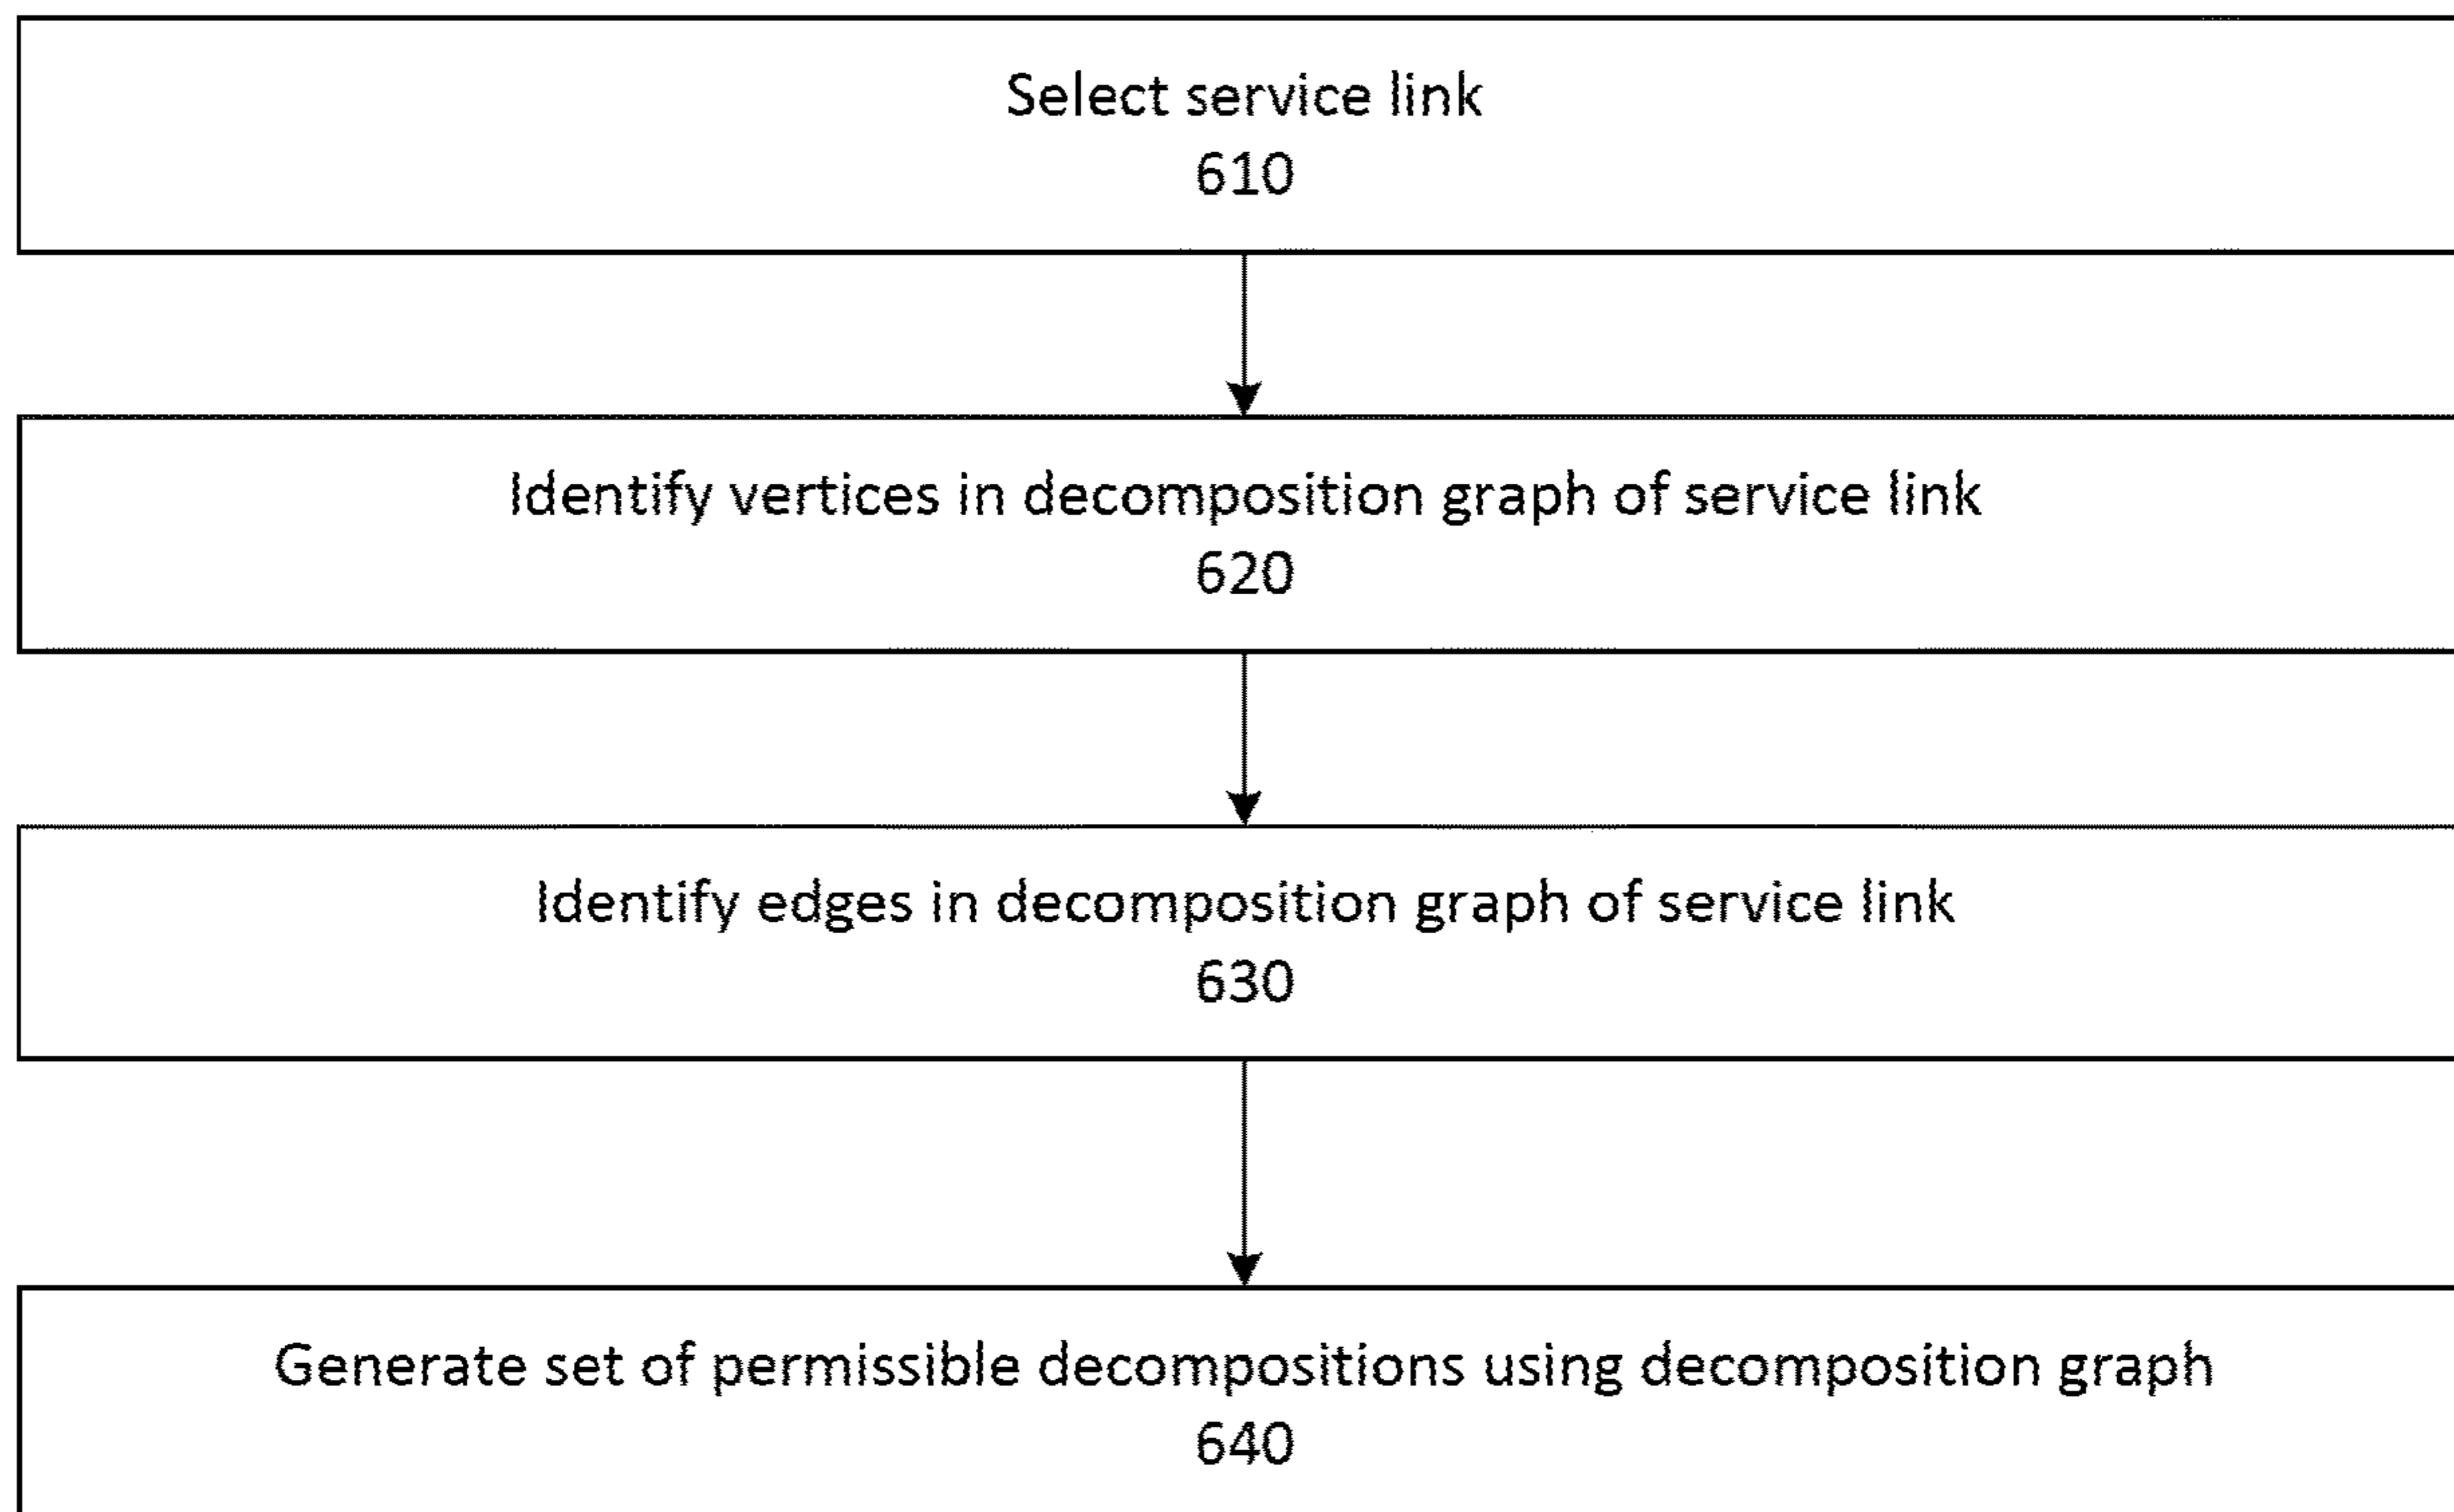 Select service link
610
Identify vertices in decomposition graph of service link
620
Identify edges in decomposition graph of service link
630
Generate set of permissible decompositions using decomposition graph
640